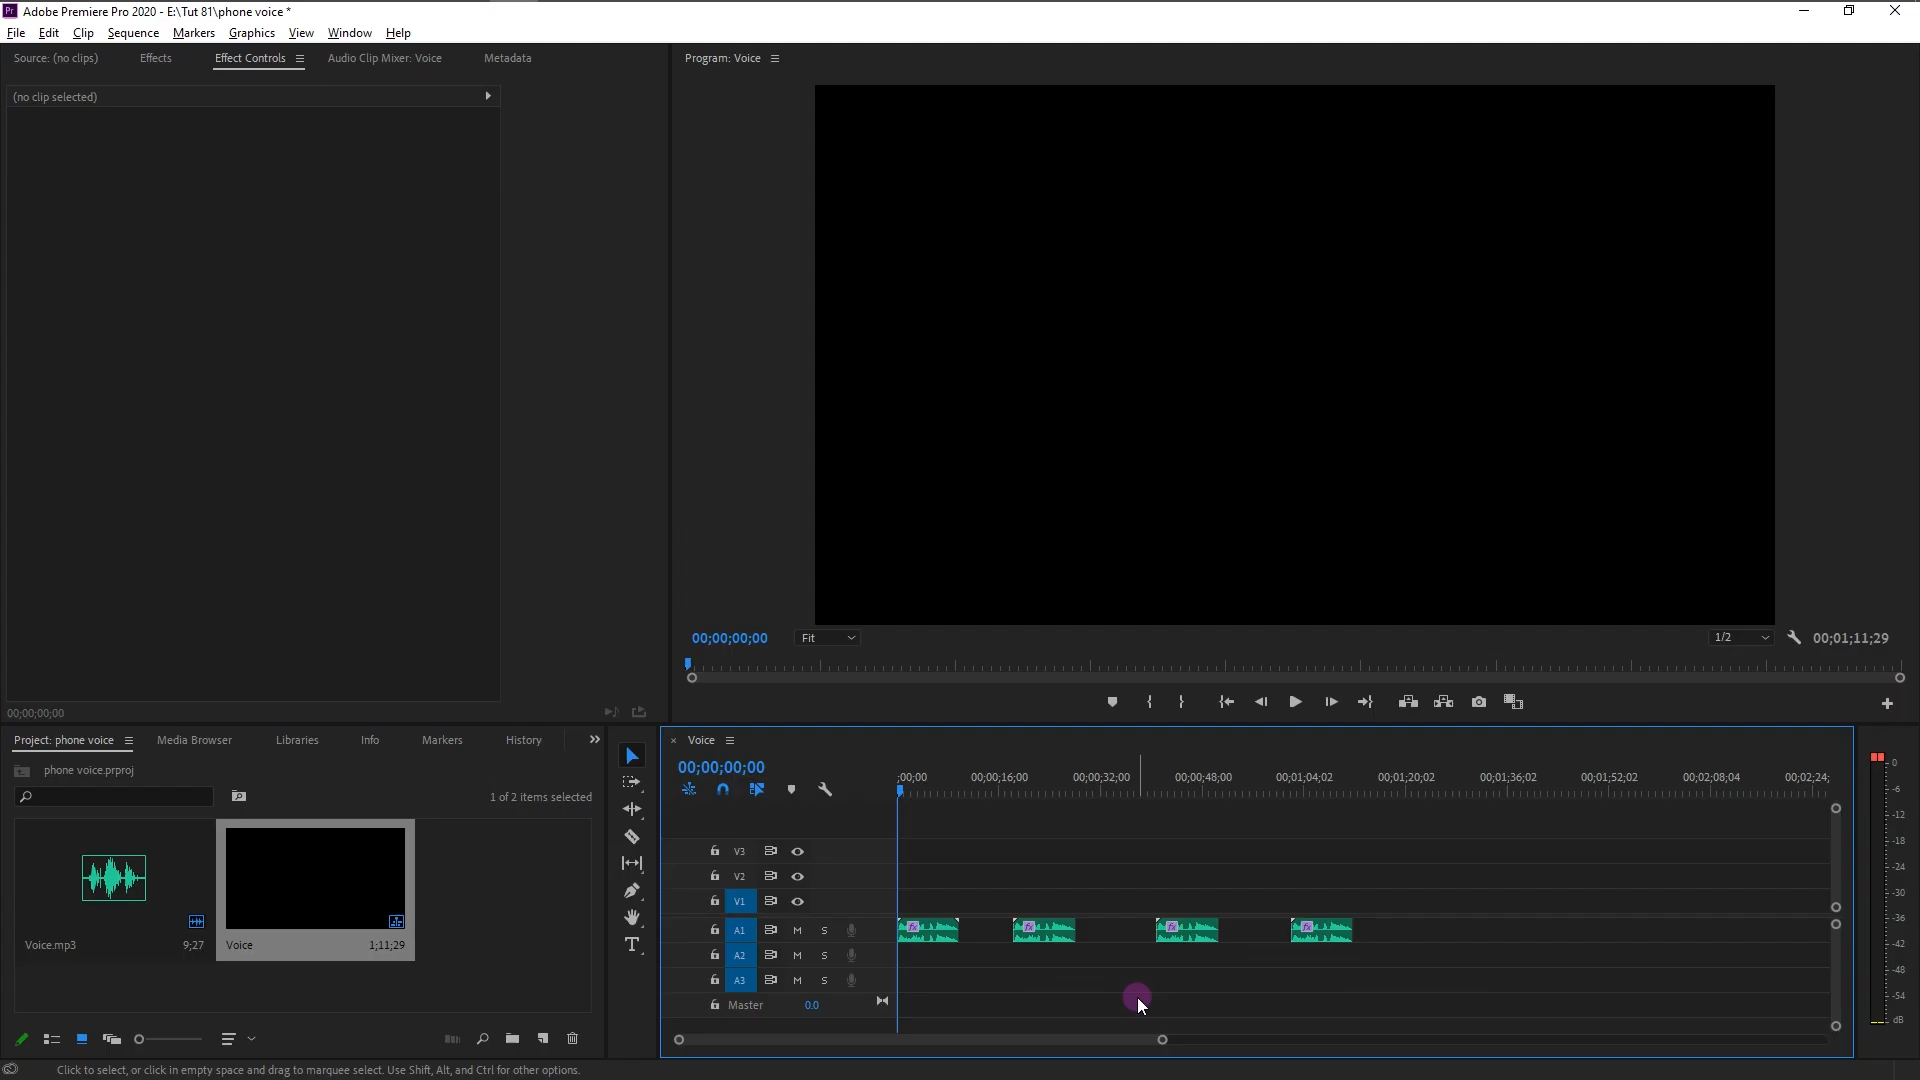 Pr Adobe Premiere Pro 2020 - E:\Tut 81\phone voice *
File Edit Clip Sequence Markers Graphics View Window Help
Source: (no clips) Effects Effect Controls Audio Clip Mixer: Voice Metadata
Program: Voice
(no clip selected)
00;00;00;00 Fit 1/2 00;01;11;29
00;00;00;00
Project: phone voice Media Browser Libraries Info Markers History
phone voice.prproj
1 of 2 items selected
Voice.mp3 9;27
Voice 1;11;29
× Voice
00;00;00;00
;00;00 00;00;16;00 00;00;32;00 00;00;48;00 00;01;04;02 00;01;20;02 00;01;36;02 00;01;52;02 00;02;08;04 00;02;24;
V3
V2
V1
A1 M S fx fx fx fx
A2 M S
A3 M S
Master 0.0
0
-6
-12
-18
-24
-30
-36
-42
-48
-54
dB
Click to select, or click in empty space and drag to marquee select. Use Shift, Alt, and Ctrl for other options.